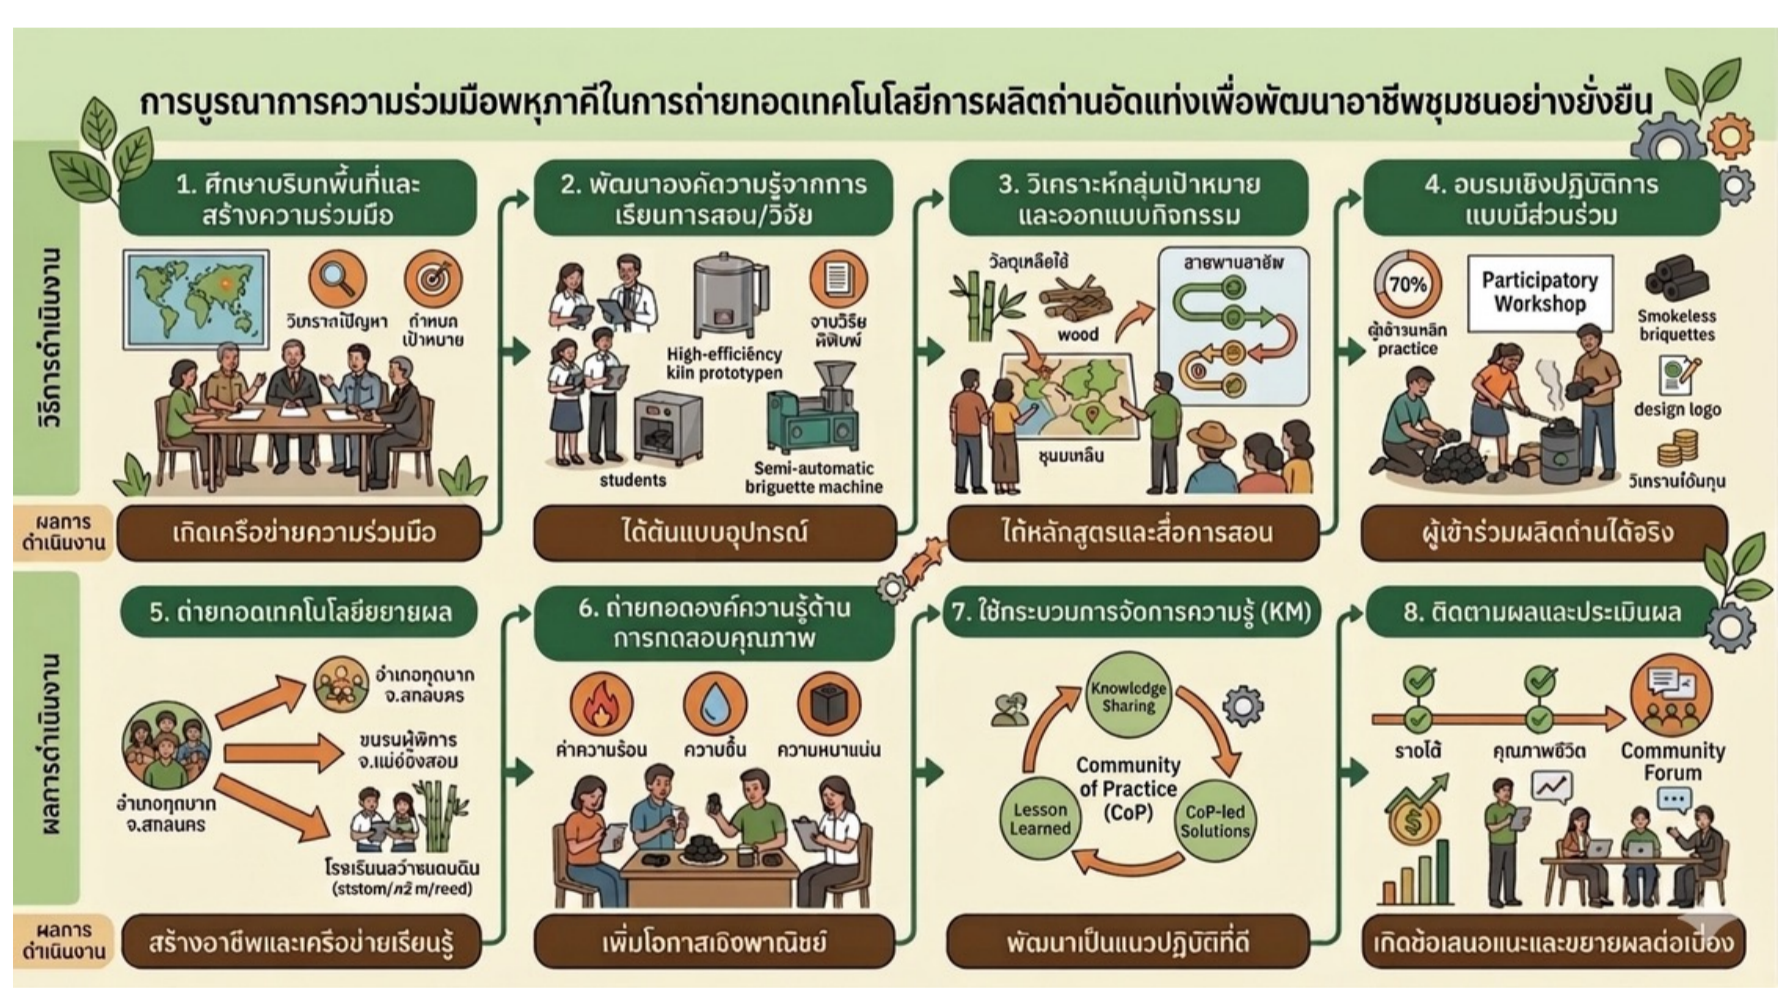 การบูรณาการความร่วมมือพหุภาคีในการถ่ายทอดเทคโนโลยีการผลิตถ่านอัดแท่งเพื่อพัฒนาอาชีพชุมชนอย่างยั่งยืน
วิธีการดำเนินงาน
1. ศึกษาบริบทพื้นที่และ
สร้างความร่วมมือ
กำหนด
เป้าหมาย
ผลการ
ดำเนินงาน
เกิดเครือข่ายความร่วมมือ
2. พัฒนาองค์ความรู้จากการ
เรียนการสอน/วิจัย
High-efficiency
kiin prototypen
students
Semi-automatic
briguette machine
ได้ต้นแบบอุปกรณ์
3. วิเคราะห์กลุ่มเป้าหมาย
และออกแบบกิจกรรม
วัสดุเหลือใช้
wood
ได้หลักสูตรและสื่อการสอน
4. อบรมเชิงปฏิบัติการ
แบบมีส่วนร่วม
70%
practice
Participatory
Workshop
Smokeless
briquettes
design logo
ผู้เข้าร่วมผลิตถ่านได้จริง
ผลการดำเนินงาน
5. ถ่ายทอดเทคโนโลยีขยายผล
(ststom/กวี m/reed)
ผลการ
ดำเนินงาน
สร้างอาชีพและเครือข่ายเรียนรู้
6. ถ่ายทอดองค์ความรู้ด้าน
การทดสอบคุณภาพ
ค่าความร้อน
ความชื้น
ความหนาแน่น
เพิ่มโอกาสเชิงพาณิชย์
7. ใช้กระบวนการจัดการความรู้ (KM)
Knowledge
Sharing
Community
of Practice
(CoP)
Lesson
Learned
CoP-led
Solutions
พัฒนาเป็นแนวปฏิบัติที่ดี
8. ติดตามผลและประเมินผล
รายได้
คุณภาพชีวิต
Community
Forum
เกิดข้อเสนอแนะและขยายผลต่อเนื่อง